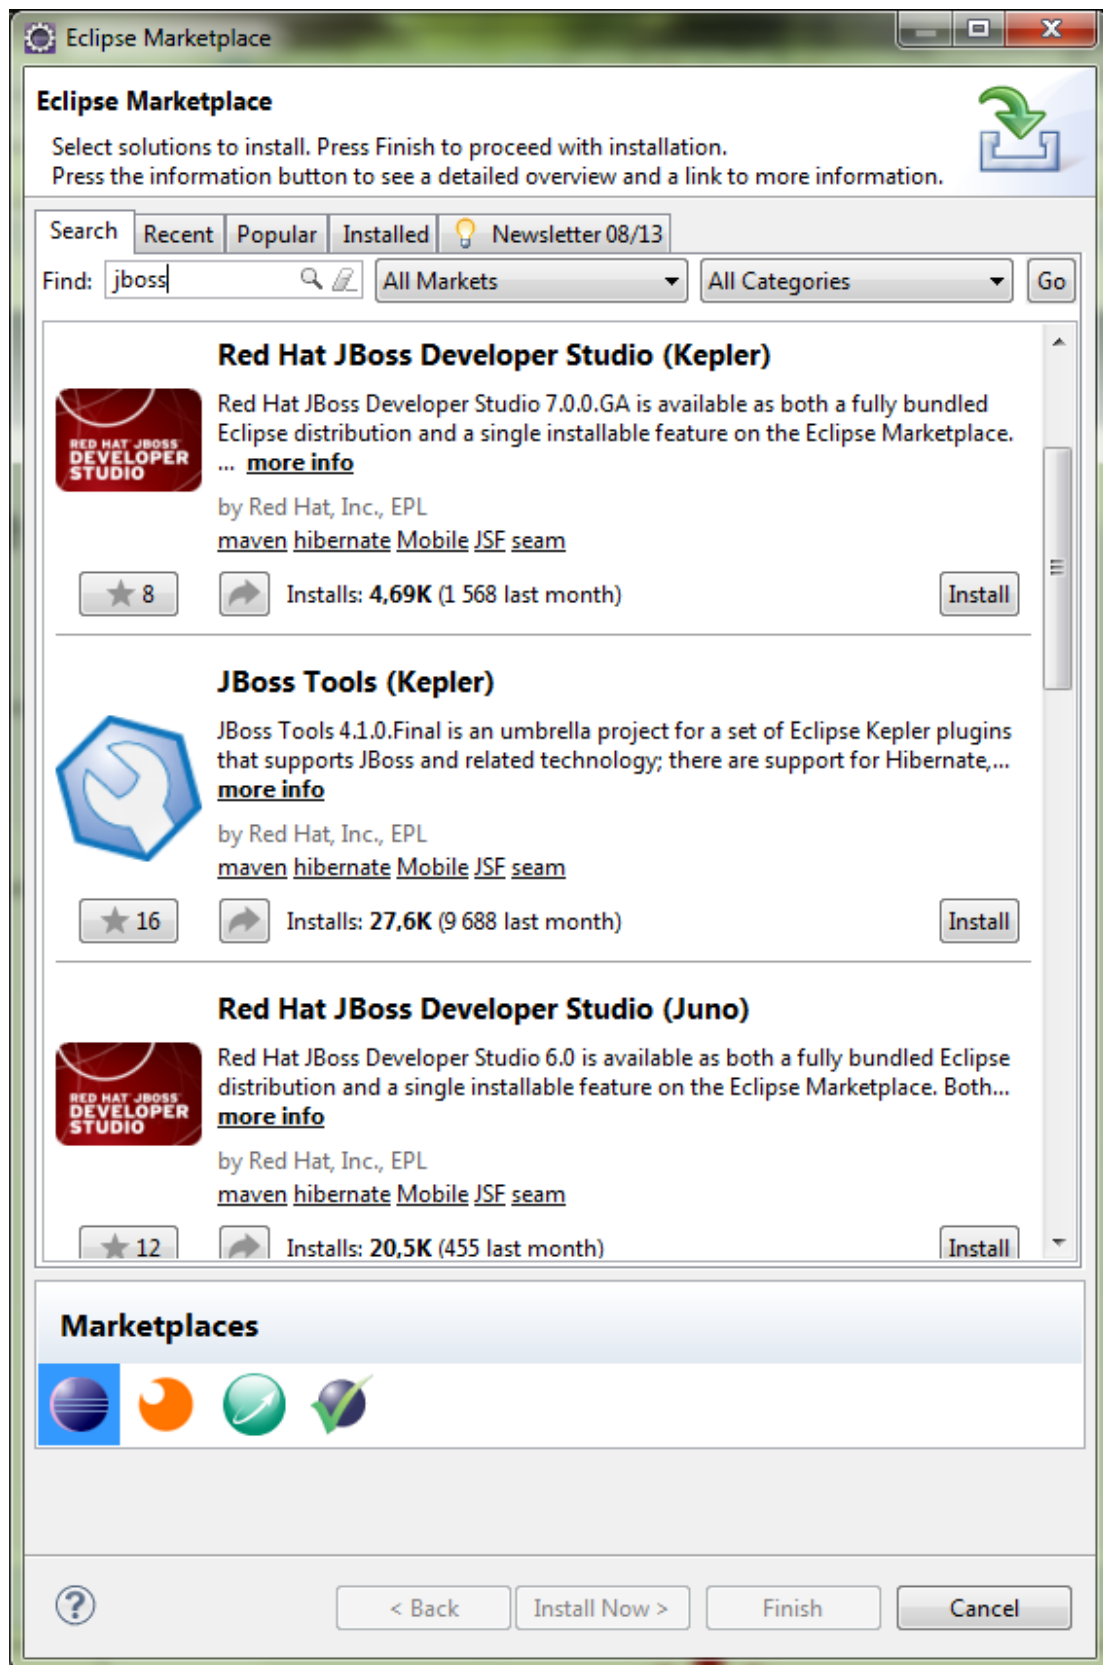 Eclipse Marketplace
Eclipse Marketplace
Select solutions to install. Press Finish to proceed with installation.
Press the information button to see a detailed overview and a link to more information.
Search Recent Popular Installed Newsletter 08/13
Find: jboss All Markets All Categories Go
Red Hat JBoss Developer Studio (Kepler)
RED HAT JBOSS
DEVELOPER
STUDIO
Red Hat JBoss Developer Studio 7.0.0.GA is available as both a fully bundled
Eclipse distribution and a single installable feature on the Eclipse Marketplace.
... more info
by Red Hat, Inc., EPL
maven hibernate Mobile JSF seam
8 Installs: 4,69K (1 568 last month) Install
JBoss Tools (Kepler)
JBoss Tools 4.1.0.Final is an umbrella project for a set of Eclipse Kepler plugins
that supports JBoss and related technology; there are support for Hibernate,...
more info
by Red Hat, Inc., EPL
maven hibernate Mobile JSF seam
16 Installs: 27,6K (9 688 last month) Install
Red Hat JBoss Developer Studio (Juno)
RED HAT JBOSS
DEVELOPER
STUDIO
Red Hat JBoss Developer Studio 6.0 is available as both a fully bundled Eclipse
distribution and a single installable feature on the Eclipse Marketplace. Both...
more info
by Red Hat, Inc., EPL
maven hibernate Mobile JSF seam
12 Installs: 20,5K (455 last month) Install
Marketplaces
? < Back Install Now > Finish Cancel